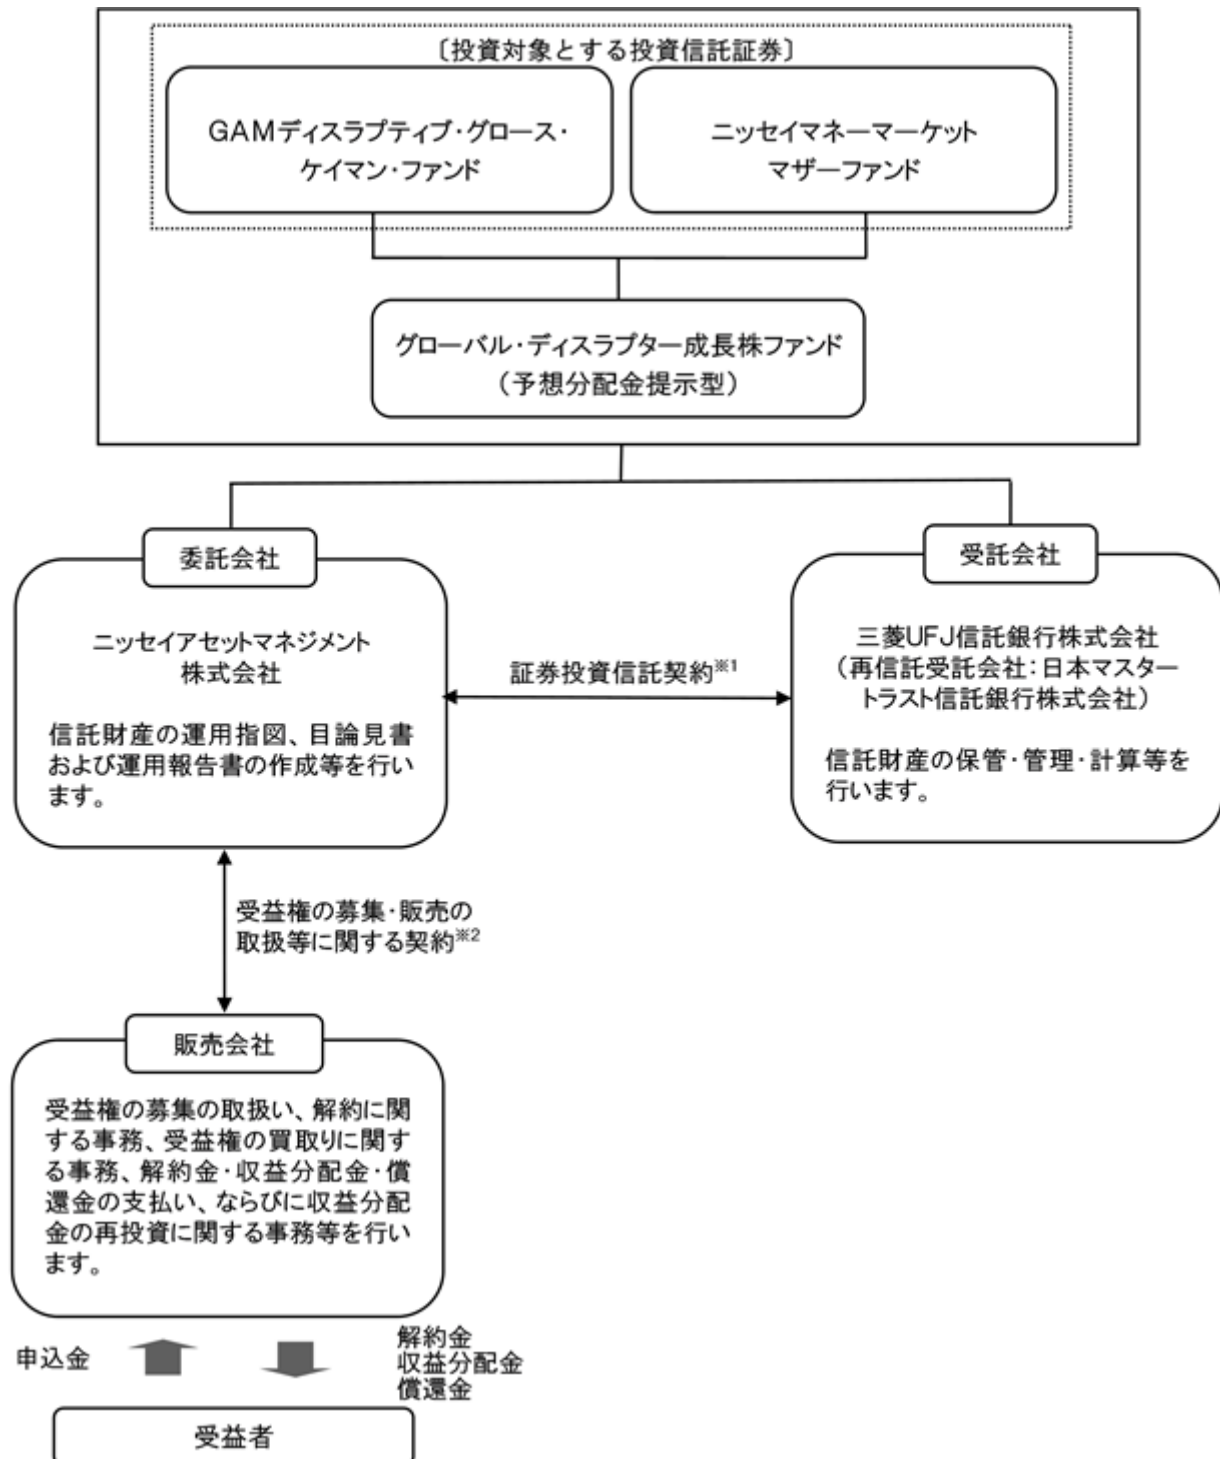 〔投資対象とする投資信託証券〕
GAMディスラプティブ・グロース・
ケイマン・ファンド
ニッセイマネーマーケット
マザーファンド
グローバル・ディスラプター成長株ファンド
（予想分配金提示型）
委託会社
ニッセイアセットマネジメント
株式会社
信託財産の運用指図、目論見書
および運用報告書の作成等を行い
ます。
証券投資信託契約※1
受託会社
三菱UFJ信託銀行株式会社
（再信託受託会社：日本マスター
トラスト信託銀行株式会社）
信託財産の保管・管理・計算等を
行います。
受益権の募集・販売の
取扱等に関する契約※2
販売会社
受益権の募集の取扱い、解約に関
する事務、受益権の買取りに関す
る事務、解約金・収益分配金・償
還金の支払い、ならびに収益分配
金の再投資に関する事務等を行い
ます。
申込金
解約金
収益分配金
償還金
受益者